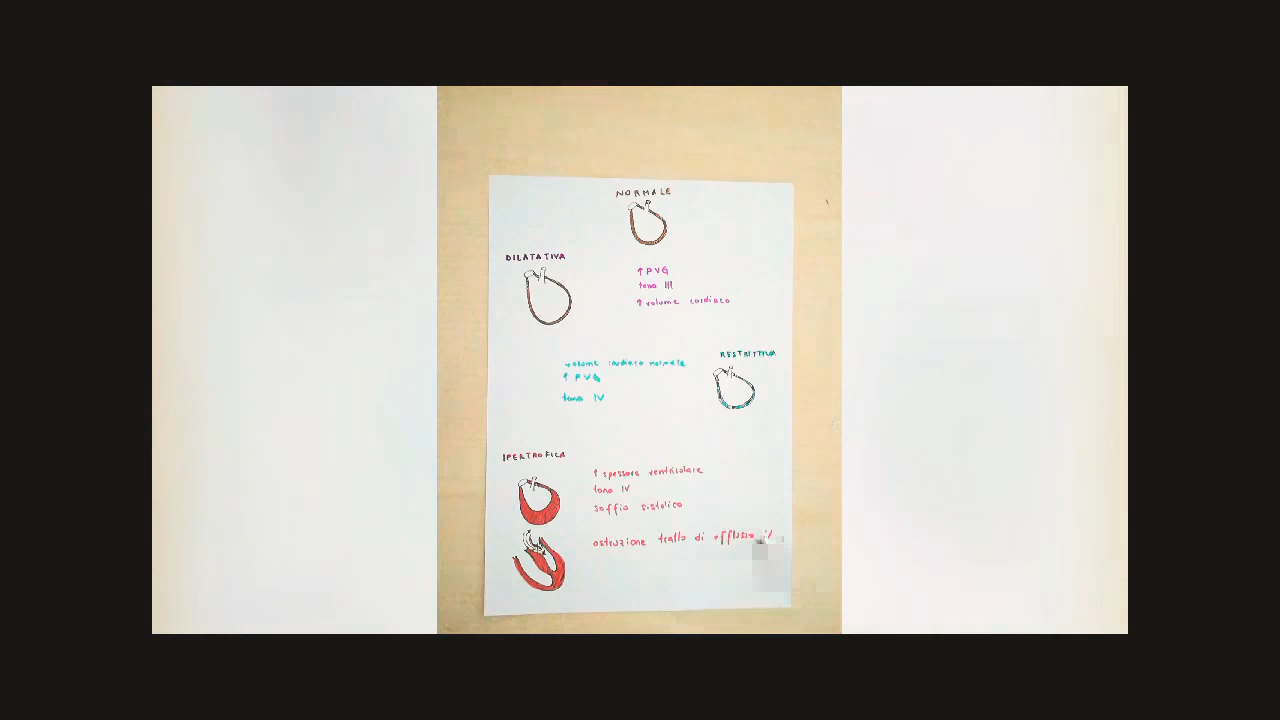 NORMALE
DILATATIVA
↑ PVG
tono III
↑ volume cardiaco
RESTRITTIVA
volume cardiaco normale
↑ PVG
tono IV
IPERTROFICA
↑ spessore ventricolare
tono IV
soffio sistolico
ostruzione tratto di efflusso